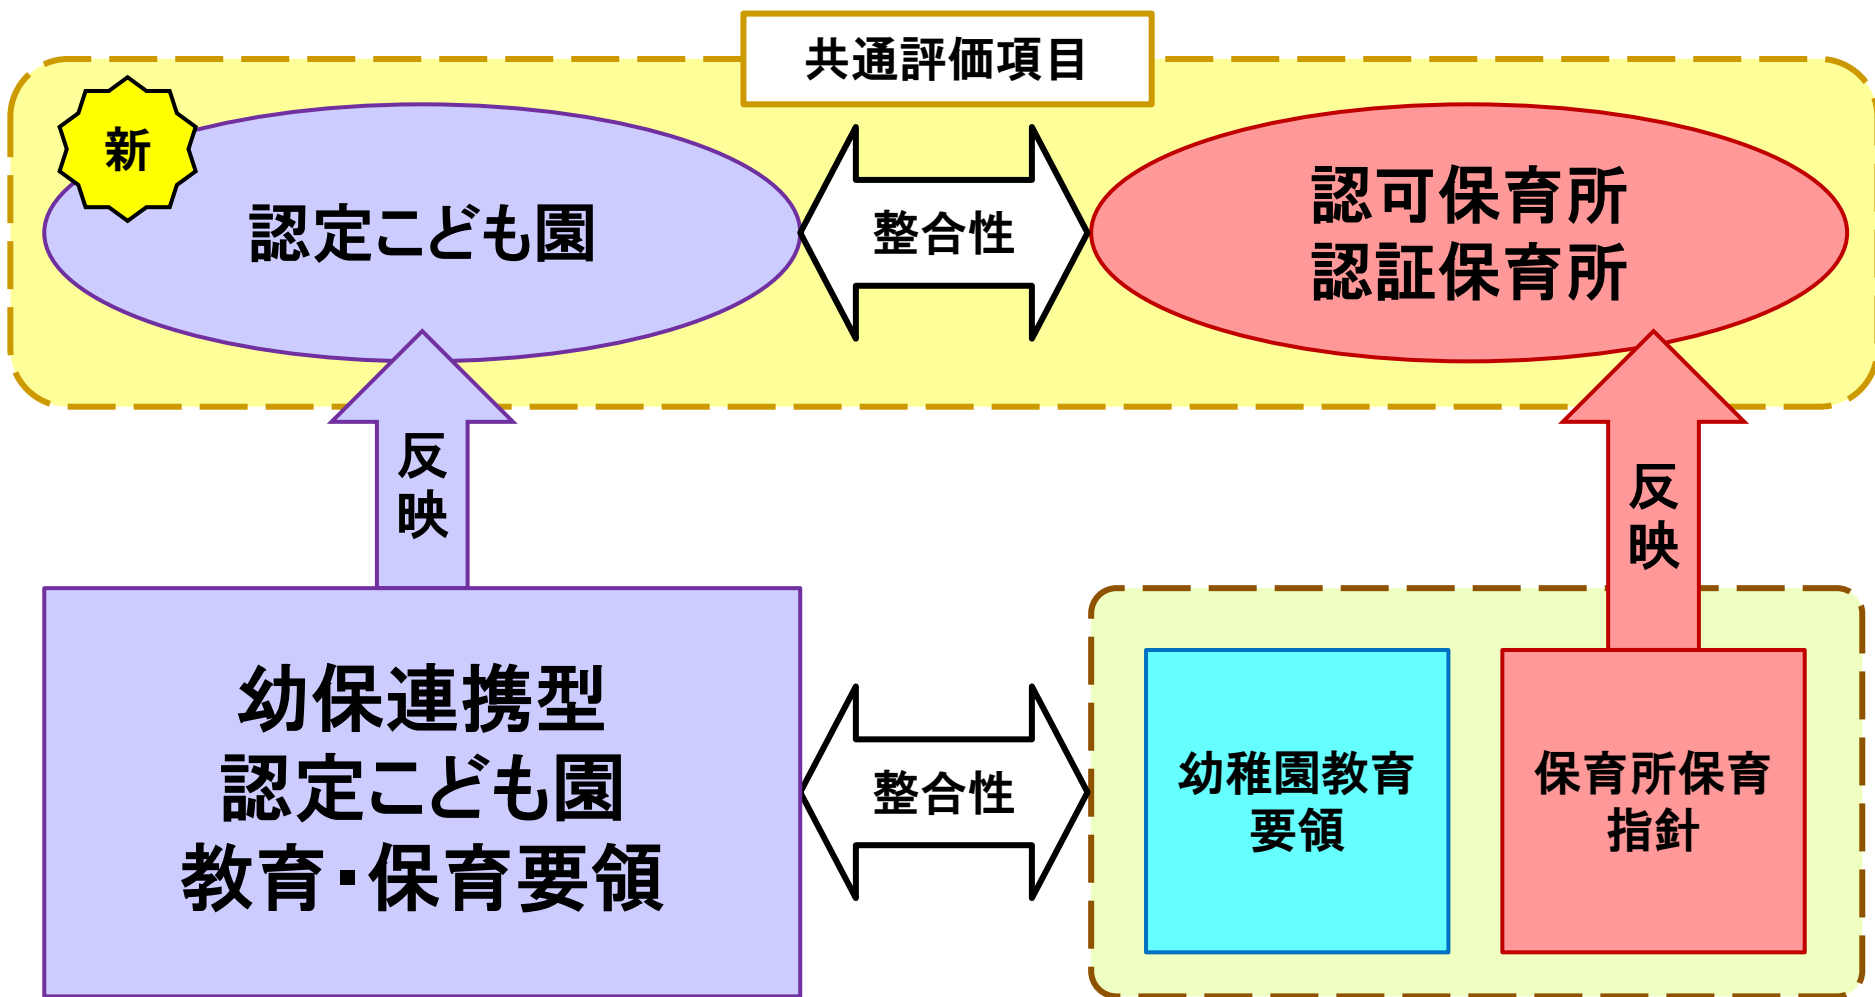 共通評価項目
新
認定こども園
整合性
認可保育所
認証保育所
反
映
反
映
幼保連携型
認定こども園
教育・保育要領
整合性
幼稚園教育
要領
保育所保育
指針